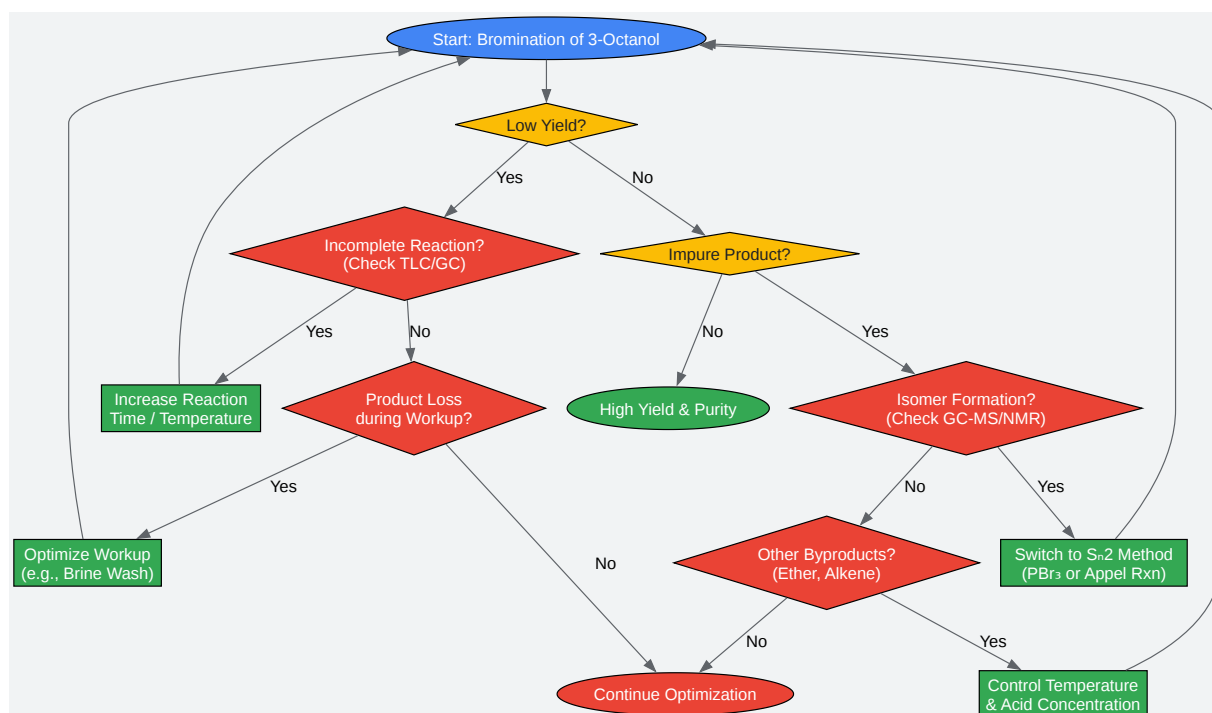 Start: Bromination of 3-Octanol
Low Yield?
Yes
No
Incomplete Reaction?
(Check TLC/GC)
Impure Product?
Yes
No
No
Yes
Increase Reaction
Time / Temperature
Product Loss
during Workup?
High Yield & Purity
Isomer Formation?
(Check GC-MS/NMR)
Yes
No
No
Yes
Optimize Workup
(e.g., Brine Wash)
Other Byproducts?
(Ether, Alkene)
Switch to Sₙ2 Method
(PBr₃ or Appel Rxn)
No
Yes
Continue Optimization
Control Temperature
& Acid Concentration